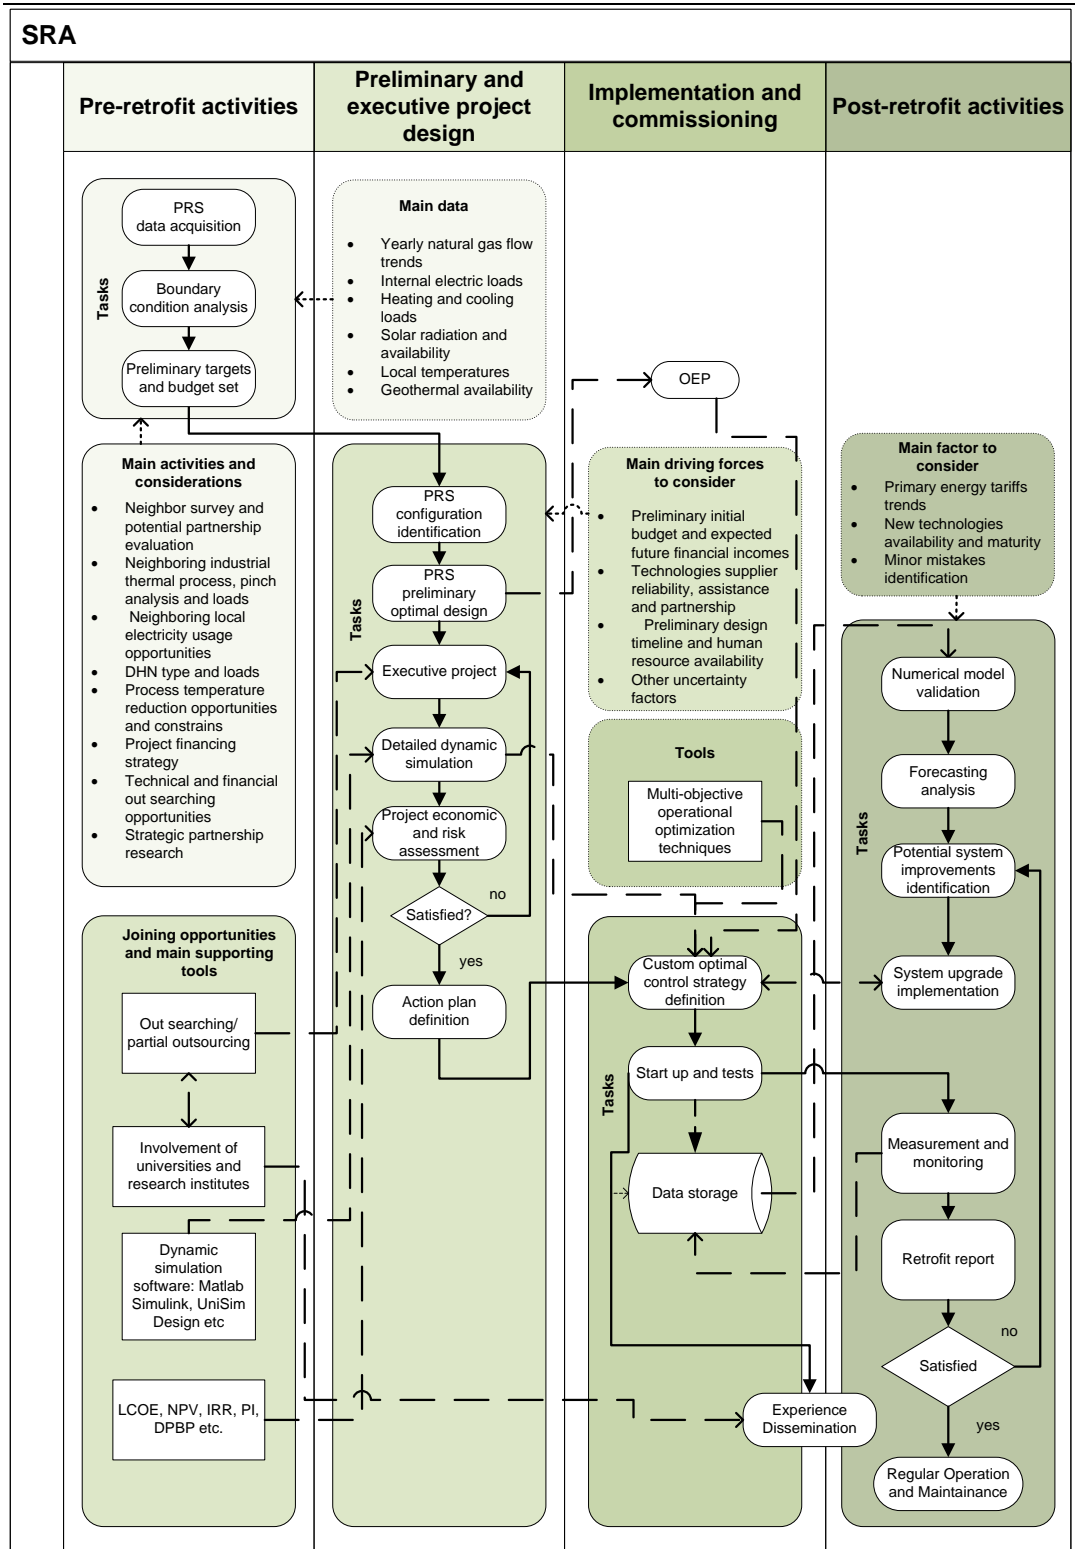 SRA
Pre-retrofit activities
Preliminary and
executive project
design
Implementation and
commissioning
Post-retrofit activities
Tasks
PRS
data acquisition
Boundary
condition analysis
Preliminary targets
and budget set
Main activities and
considerations
• Neighbor survey and
potential partnership
evaluation
• Neighboring industrial
thermal process, pinch
analysis and loads
• Neighboring local
electricity usage
opportunities
• DHN type and loads
• Process temperature
reduction opportunities
and constrains
• Project financing
strategy
• Technical and financial
out searching
opportunities
• Strategic partnership
research
Joining opportunities
and main supporting
tools
Out searching/
partial outsourcing
Involvement of
universities and
research institutes
Dynamic
simulation
software: Matlab
Simulink, UniSim
Design etc
LCOE, NPV, IRR, PI,
DPBP etc.
Main data
• Yearly natural gas flow
trends
• Internal electric loads
• Heating and cooling
loads
• Solar radiation and
availability
• Local temperatures
• Geothermal availability
Tasks
PRS
configuration
identification
PRS
preliminary
optimal design
Executive project
Detailed dynamic
simulation
Project economic
and risk
assessment
Satisfied?
no
yes
Action plan
definition
OEP
Main driving forces
to consider
• Preliminary initial
budget and expected
future financial incomes
• Technologies supplier
reliability, assistance
and partnership
• Preliminary design
timeline and human
resource availability
• Other uncertainty
factors
Tools
Multi-objective
operational
optimization
techniques
Tasks
Custom optimal
control strategy
definition
Start up and tests
Data storage
Experience
Dissemination
Main factor to
consider
• Primary energy tariffs
trends
• New technologies
availability and maturity
• Minor mistakes
identification
Tasks
Numerical model
validation
Forecasting
analysis
Potential system
improvements
identification
System upgrade
implementation
Measurement and
monitoring
Retrofit report
Satisfied
no
yes
Regular Operation
and Maintainance